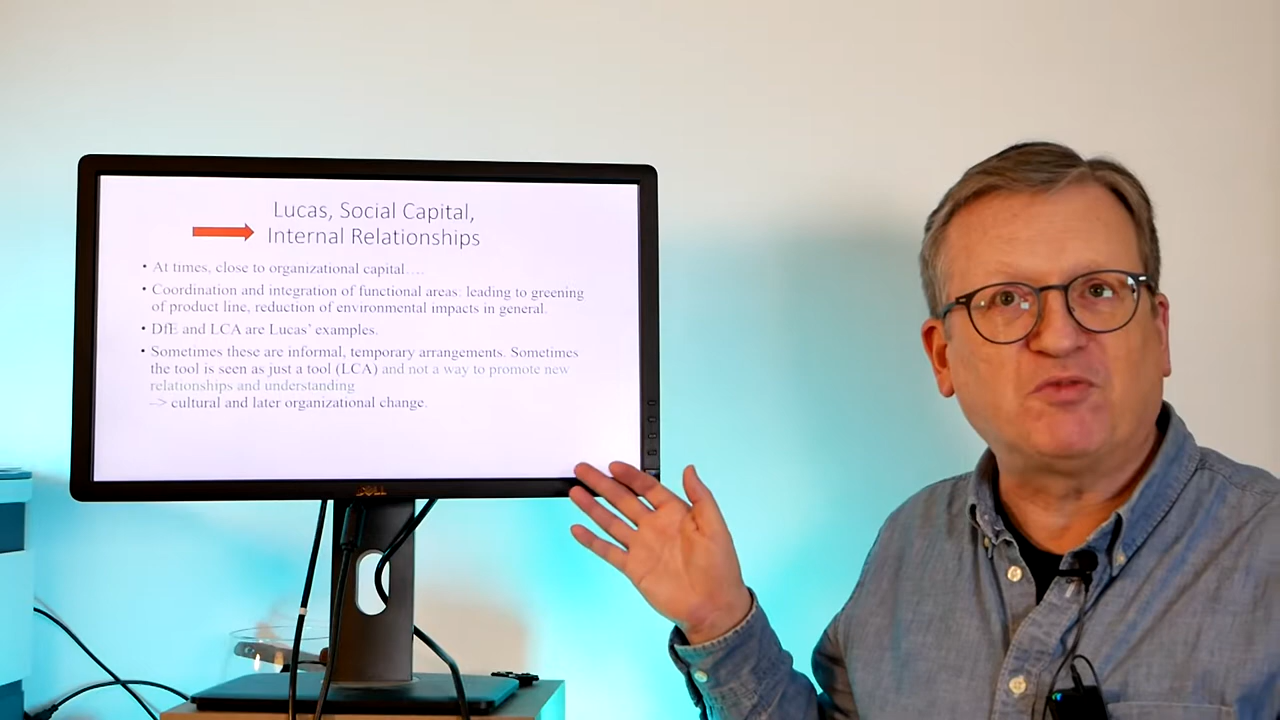 Lucas, Social Capital,
Internal Relationships
• At times, close to organizational capital….
• Coordination and integration of functional areas: leading to greening
of product line, reduction of environmental impacts in general.
• DfE and LCA are Lucas’ examples.
• Sometimes these are informal, temporary arrangements. Sometimes
the tool is seen as just a tool (LCA) and not a way to promote new
relationships and understanding
–> cultural and later organizational change.
DELL